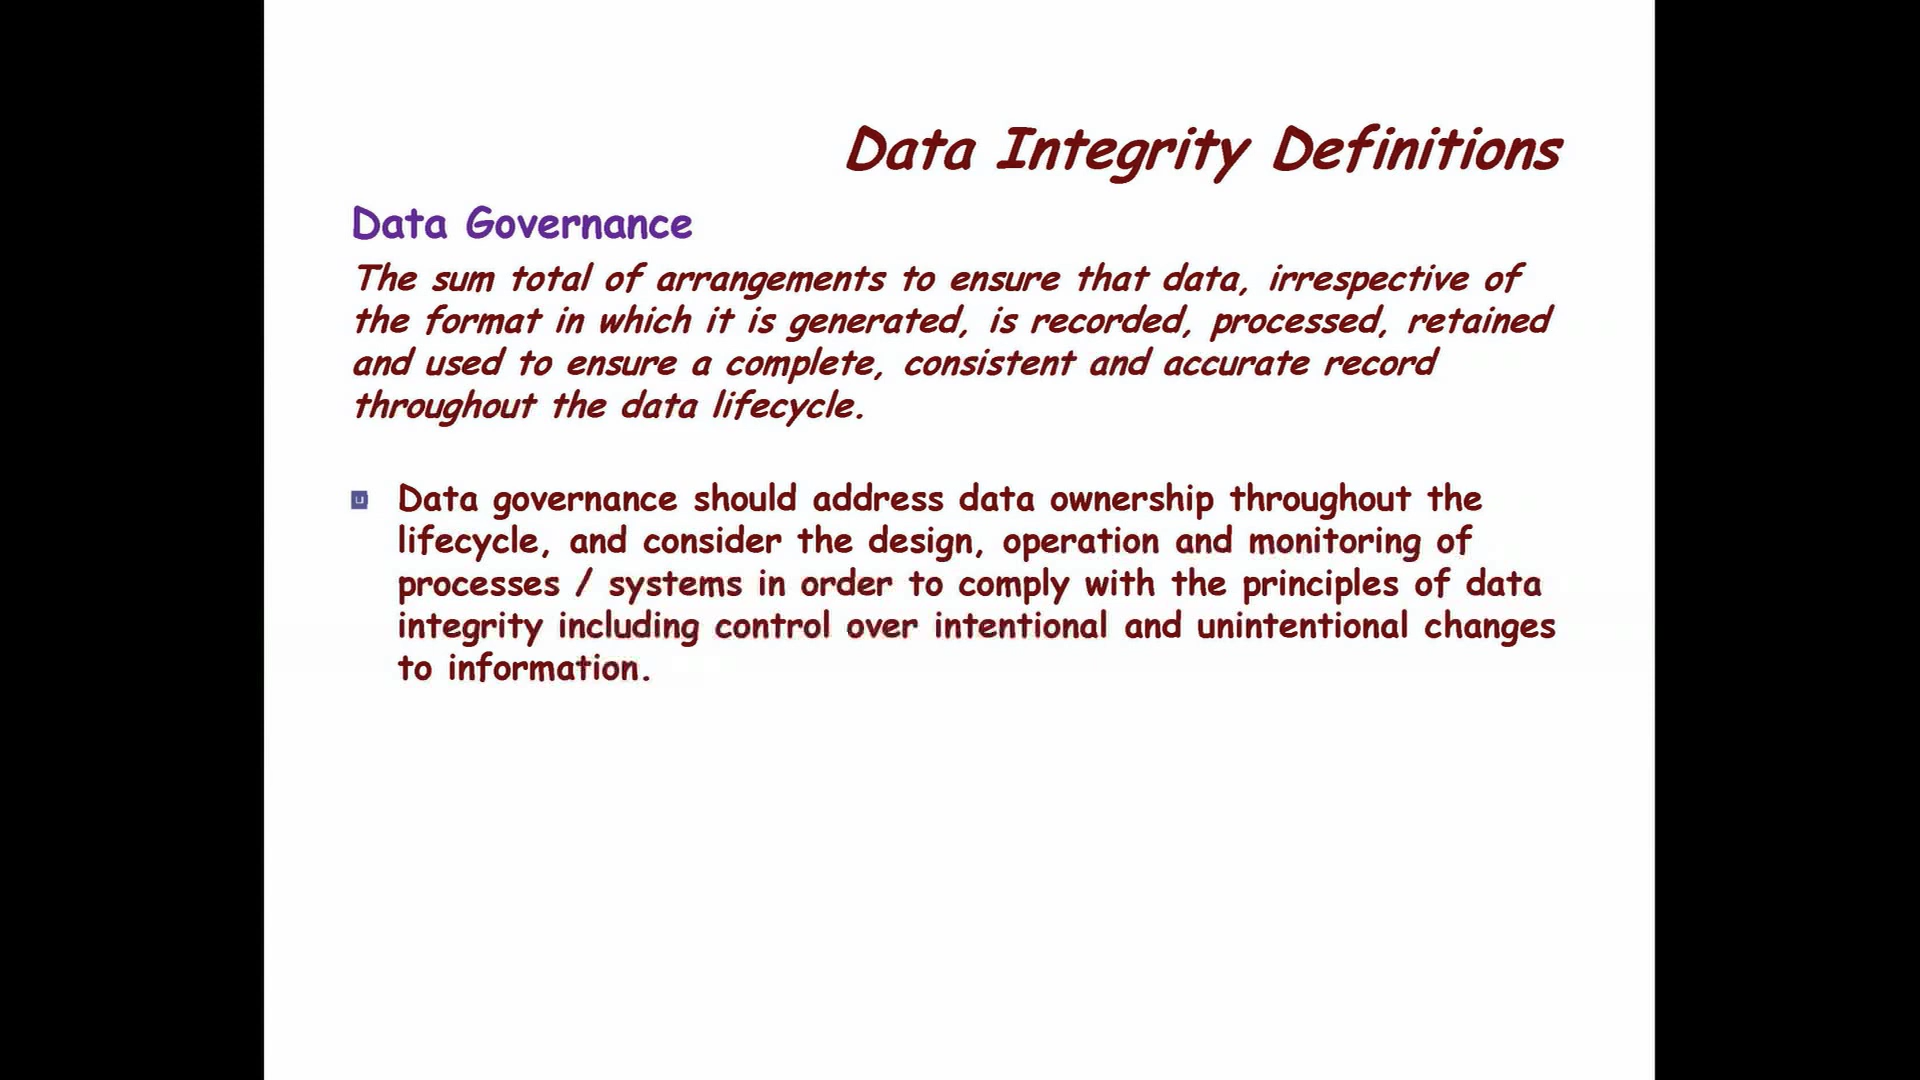 Data Integrity Definitions
Data Governance
The sum total of arrangements to ensure that data, irrespective of
the format in which it is generated, is recorded, processed, retained
and used to ensure a complete, consistent and accurate record
throughout the data lifecycle.
Data governance should address data ownership throughout the
lifecycle, and consider the design, operation and monitoring of
processes / systems in order to comply with the principles of data
integrity including control over intentional and unintentional changes
to information.